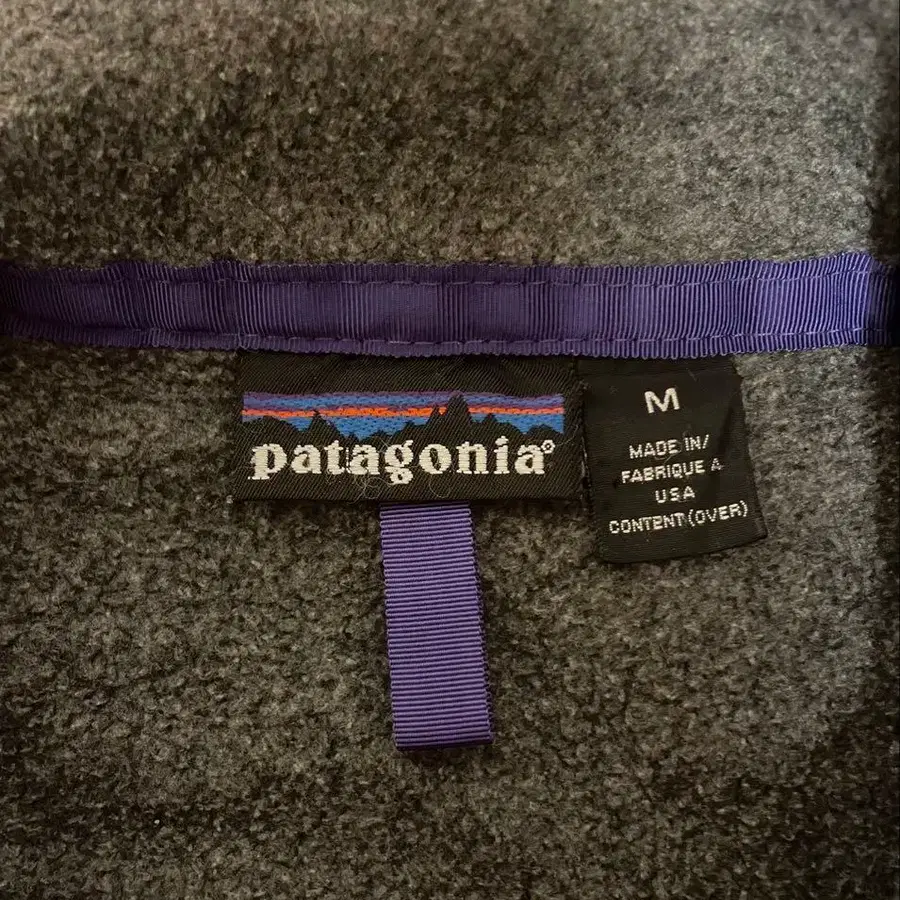 patagonia®
M
MADE IN/
FABRIQUE A
USA
CONTENT (OVER)